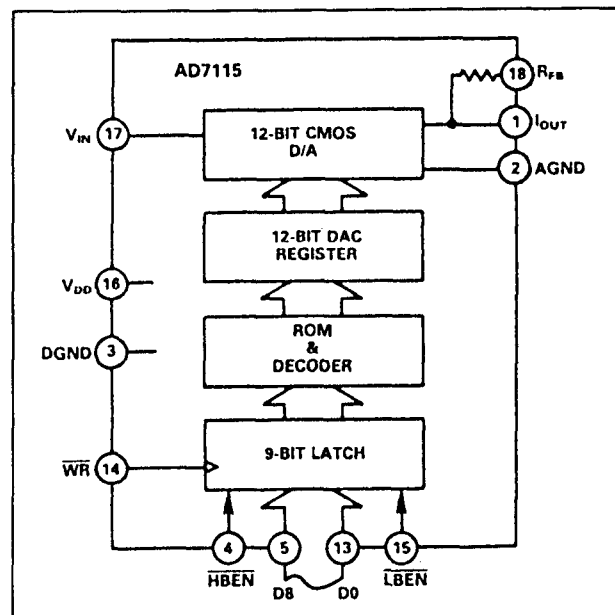 AD7115
18 RFB
VIN 17
12-BIT CMOS
D/A
1 IOUT
2 AGND
12-BIT DAC
REGISTER
VDD 16
DGND 3
ROM
&
DECODER
WR 14
9-BIT LATCH
4 5 13 15
HBEN D8 D0 LBEN